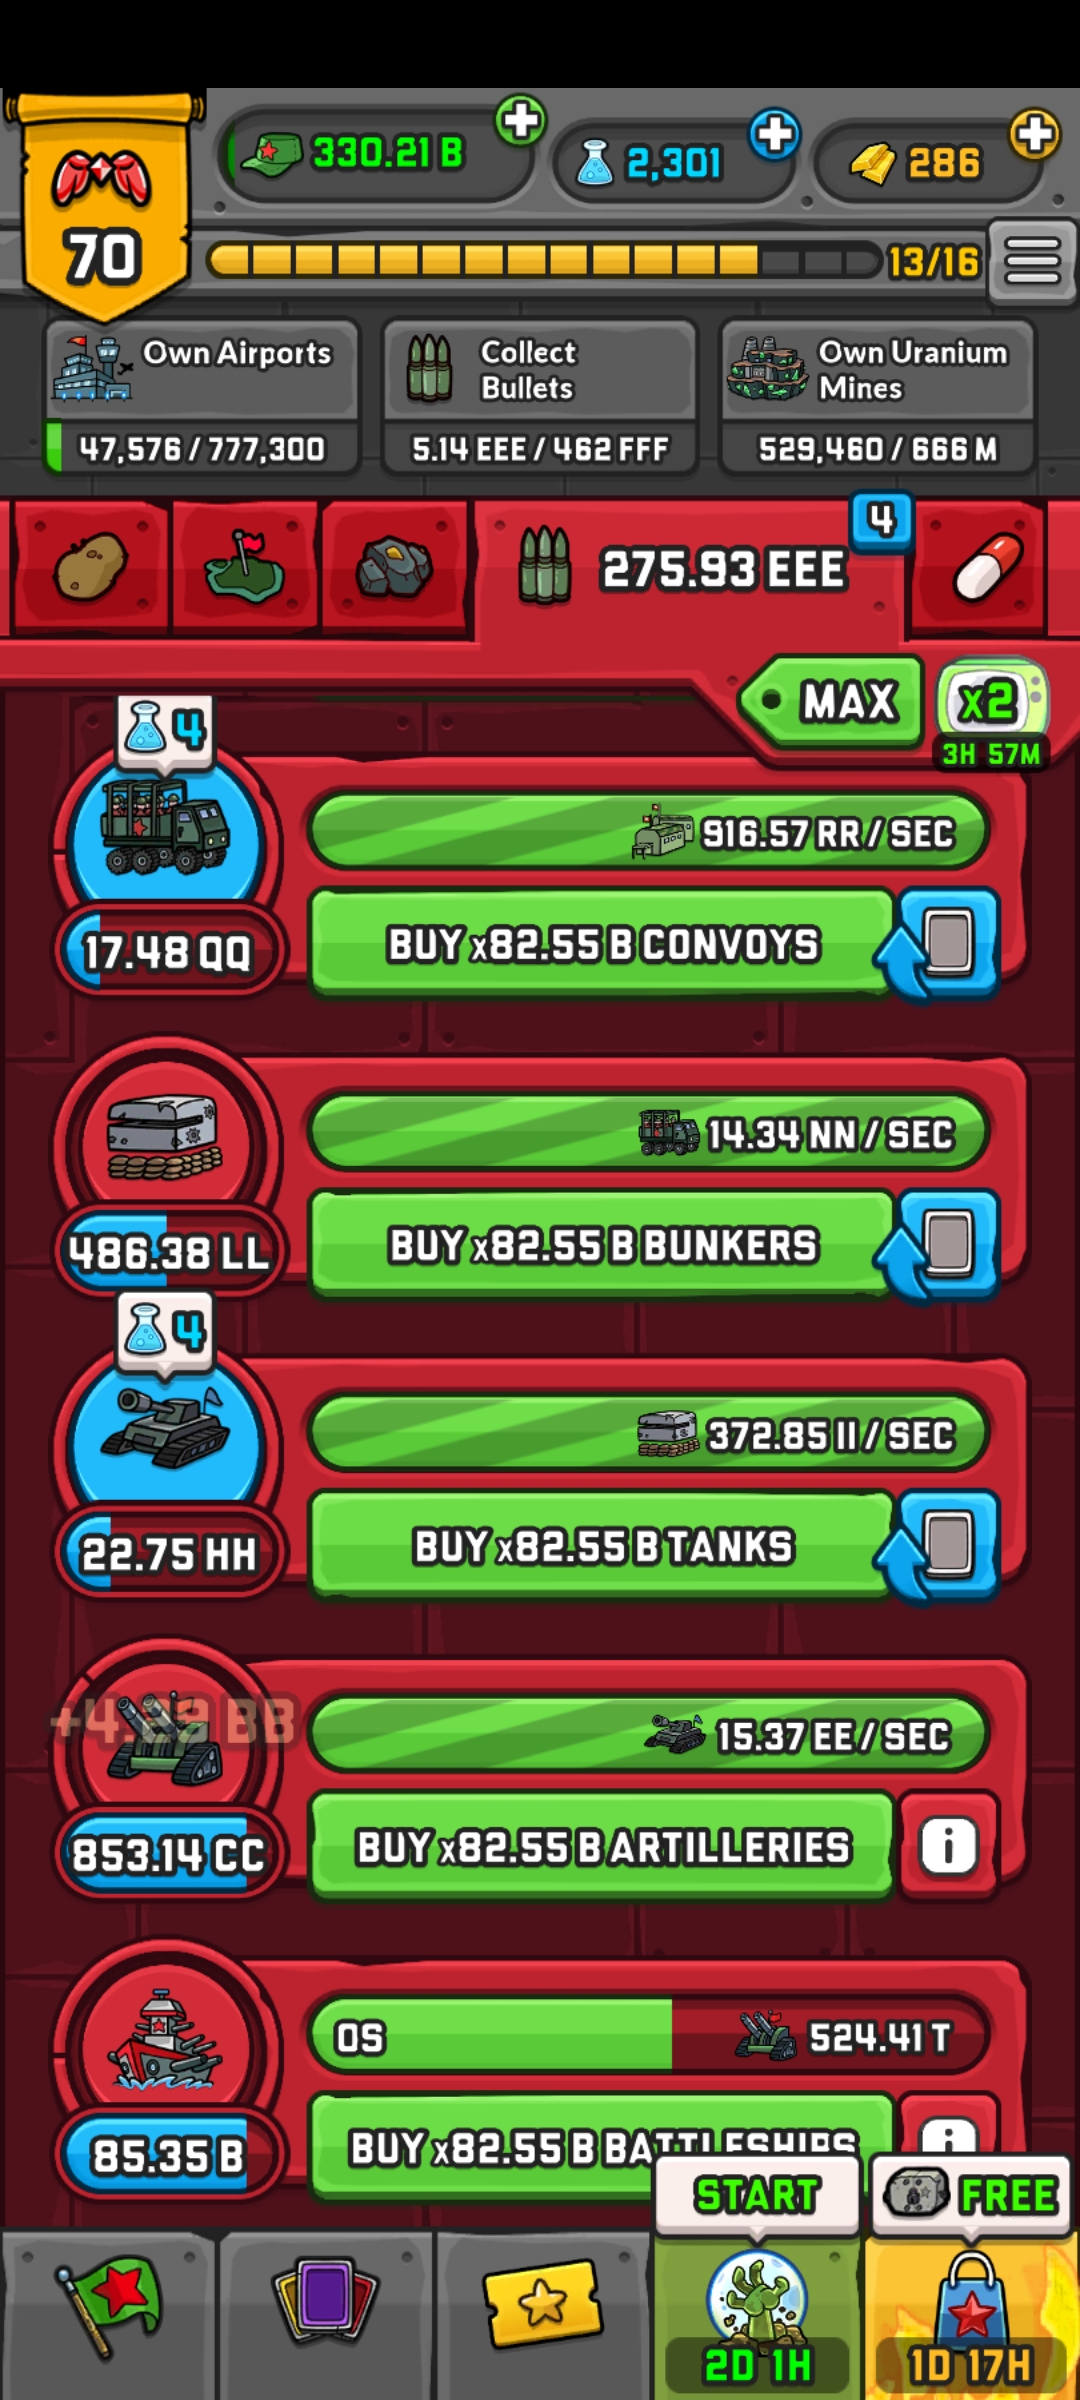 70
330.21 B
2,301
286
13/16
Own Airports
47,576 / 777,300
Collect
Bullets
5.14 EEE / 462 FFF
Own Uranium
Mines
529,460 / 666 M
275.93 EEE
4
MAX
x2
3H 57M
4
916.57 RR / SEC
17.48 QQ
BUY x82.55 B CONVOYS
14.34 NN / SEC
486.38 LL
BUY x82.55 B BUNKERS
4
372.85 II / SEC
22.75 HH
BUY x82.55 B TANKS
15.37 EE / SEC
853.14 CC
BUY x82.55 B ARTILLERIES
i
0S
524.41 T
85.35 B
BUY x82.55 B BATTLESHIPS
START
FREE
2D 1H
1D 17H